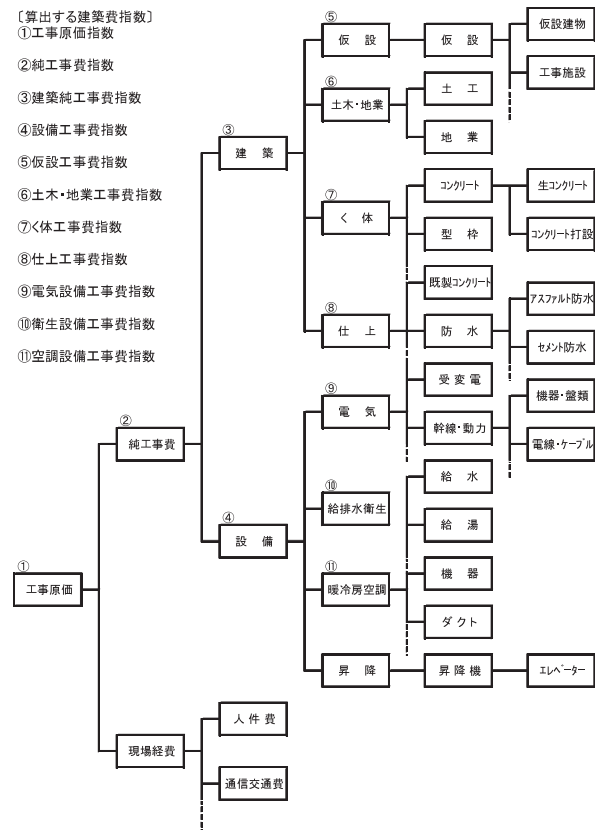 〔算出する建築費指数〕
①工事原価指数
②純工事費指数
③建築純工事費指数
④設備工事費指数
⑤仮設工事費指数
⑥土木・地業工事費指数
⑦く体工事費指数
⑧仕上工事費指数
⑨電気設備工事費指数
⑩衛生設備工事費指数
⑪空調設備工事費指数
①
工事原価
②
純工事費
現場経費
③
建築
④
設備
人件費
通信交通費
⑤
仮設
⑥
土木・地業
⑦
く体
⑧
仕上
⑨
電気
⑩
給排水衛生
⑪
暖冷房空調
昇降
仮設
土工
地業
コンクリート
型枠
既製コンクリート
防水
受変電
幹線・動力
給水
給湯
機器
ダクト
昇降機
仮設建物
工事施設
生コンクリート
コンクリート打設
アスファルト防水
セメント防水
機器・盤類
電線・ケーブル
エレベーター